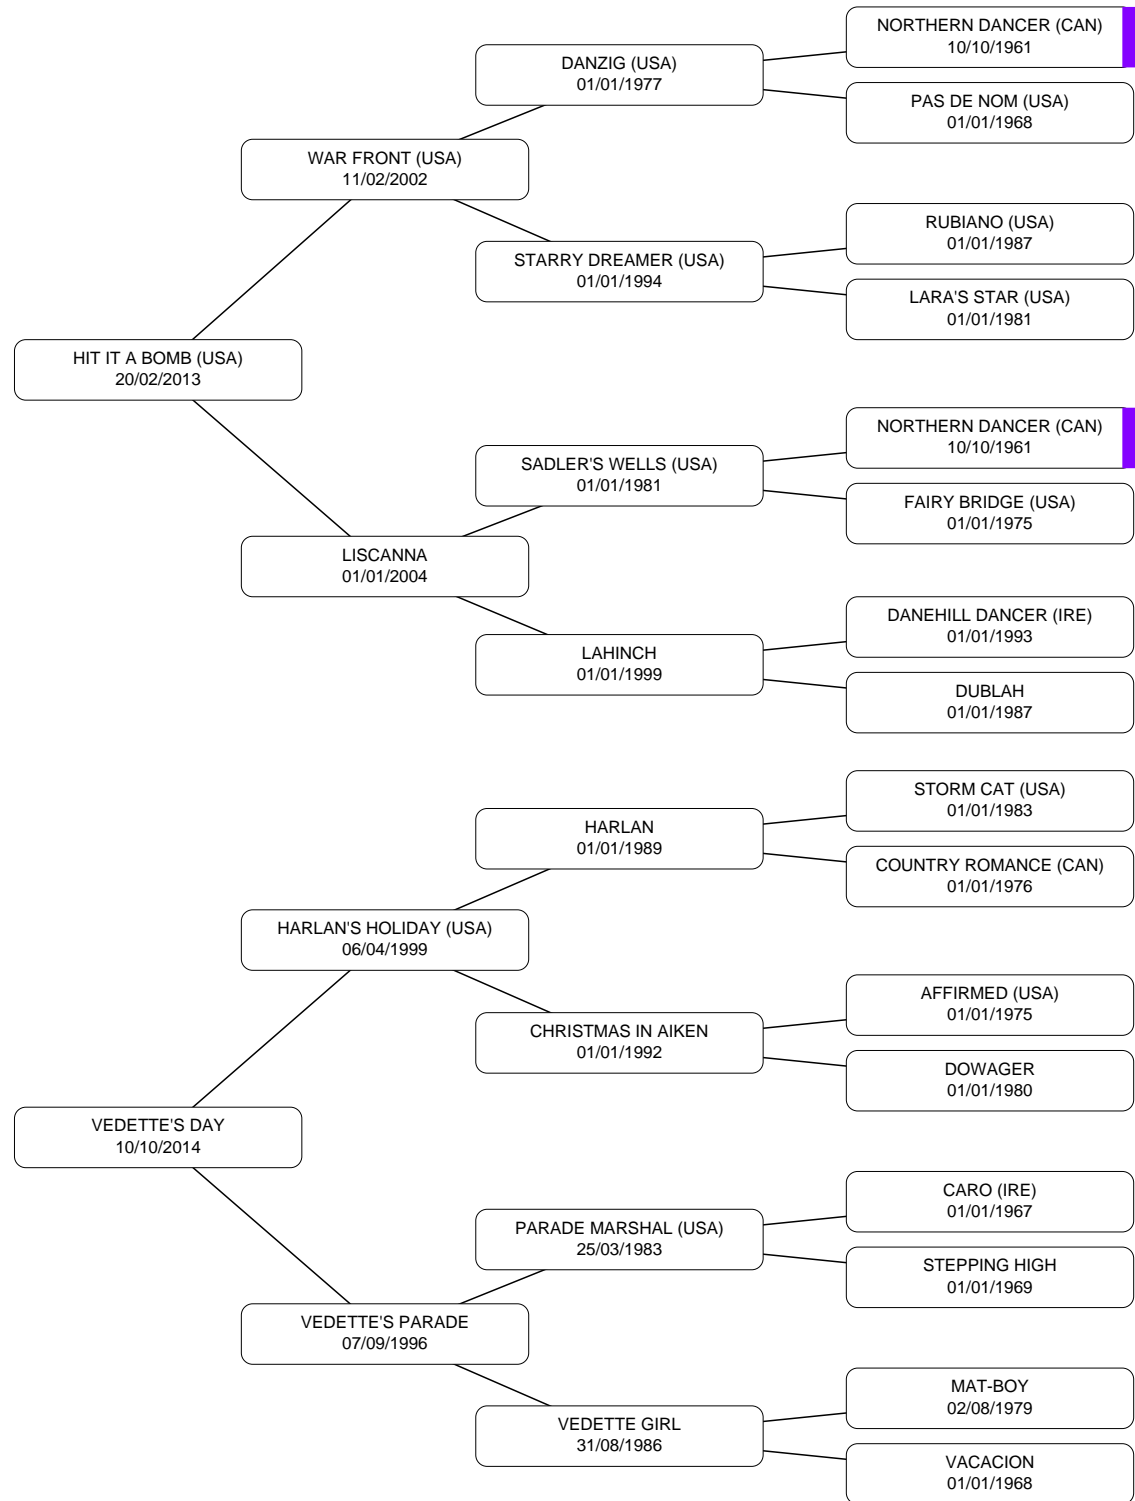 NORTHERN DANCER (CAN)
10/10/1961
DANZIG (USA)
01/01/1977
PAS DE NOM (USA)
01/01/1968
WAR FRONT (USA)
11/02/2002
RUBIANO (USA)
01/01/1987
STARRY DREAMER (USA)
01/01/1994
LARA'S STAR (USA)
01/01/1981
HIT IT A BOMB (USA)
20/02/2013
NORTHERN DANCER (CAN)
10/10/1961
SADLER'S WELLS (USA)
01/01/1981
FAIRY BRIDGE (USA)
01/01/1975
LISCANNA
01/01/2004
DANEHILL DANCER (IRE)
01/01/1993
LAHINCH
01/01/1999
DUBLAH
01/01/1987
STORM CAT (USA)
01/01/1983
HARLAN
01/01/1989
COUNTRY ROMANCE (CAN)
01/01/1976
HARLAN'S HOLIDAY (USA)
06/04/1999
AFFIRMED (USA)
01/01/1975
CHRISTMAS IN AIKEN
01/01/1992
DOWAGER
01/01/1980
VEDETTE'S DAY
10/10/2014
CARO (IRE)
01/01/1967
PARADE MARSHAL (USA)
25/03/1983
STEPPING HIGH
01/01/1969
VEDETTE'S PARADE
07/09/1996
MAT-BOY
02/08/1979
VEDETTE GIRL
31/08/1986
VACACION
01/01/1968